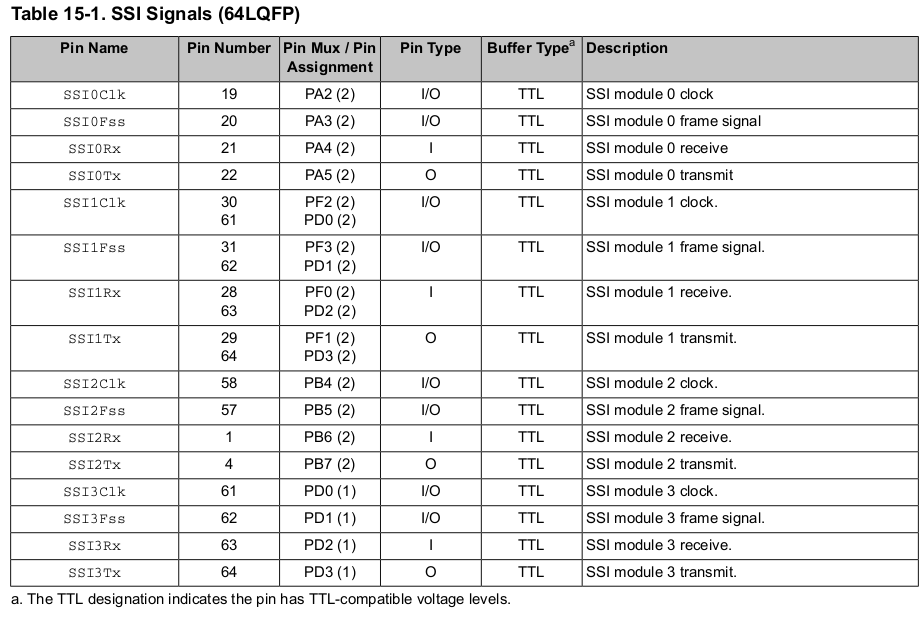 Table 15-1. SSI Signals (64LQFP)
Pin Name Pin Number Pin Mux / Pin Assignment Pin Type Buffer Typea Description
SSI0Clk 19 PA2 (2) I/O TTL SSI module 0 clock
SSI0Fss 20 PA3 (2) I/O TTL SSI module 0 frame signal
SSI0Rx 21 PA4 (2) I TTL SSI module 0 receive
SSI0Tx 22 PA5 (2) O TTL SSI module 0 transmit
SSI1Clk 30 PF2 (2) I/O TTL SSI module 1 clock.
61 PD0 (2)
SSI1Fss 31 PF3 (2) I/O TTL SSI module 1 frame signal.
62 PD1 (2)
SSI1Rx 28 PF0 (2) I TTL SSI module 1 receive.
63 PD2 (2)
SSI1Tx 29 PF1 (2) O TTL SSI module 1 transmit.
64 PD3 (2)
SSI2Clk 58 PB4 (2) I/O TTL SSI module 2 clock.
SSI2Fss 57 PB5 (2) I/O TTL SSI module 2 frame signal.
SSI2Rx 1 PB6 (2) I TTL SSI module 2 receive.
SSI2Tx 4 PB7 (2) O TTL SSI module 2 transmit.
SSI3Clk 61 PD0 (1) I/O TTL SSI module 3 clock.
SSI3Fss 62 PD1 (1) I/O TTL SSI module 3 frame signal.
SSI3Rx 63 PD2 (1) I TTL SSI module 3 receive.
SSI3Tx 64 PD3 (1) O TTL SSI module 3 transmit.
a. The TTL designation indicates the pin has TTL-compatible voltage levels.